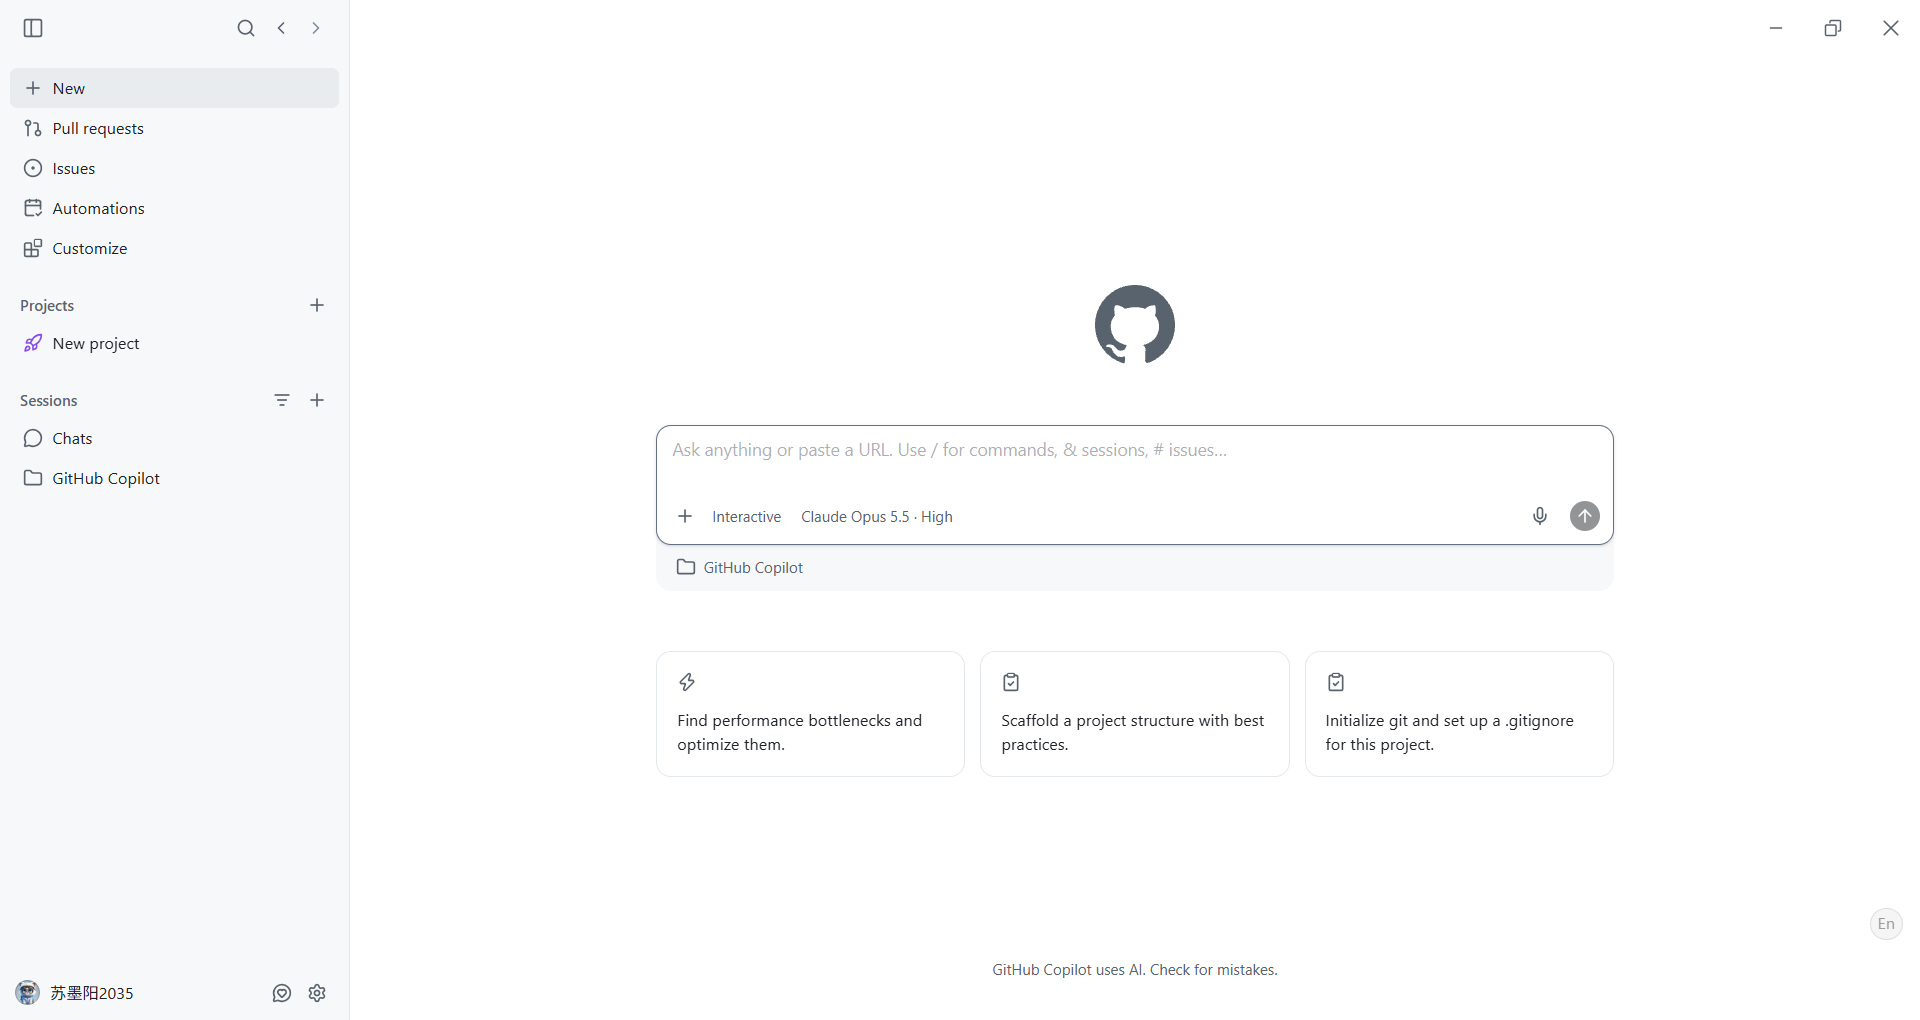 New
Pull requests
Issues
Automations
Customize
Projects
New project
Sessions
Chats
GitHub Copilot
苏墨阳2035
Ask anything or paste a URL. Use / for commands, & sessions, # issues...
Interactive
Claude Opus 5.5 · High
GitHub Copilot
Find performance bottlenecks and
optimize them.
Scaffold a project structure with best
practices.
Initialize git and set up a .gitignore
for this project.
En
GitHub Copilot uses AI. Check for mistakes.